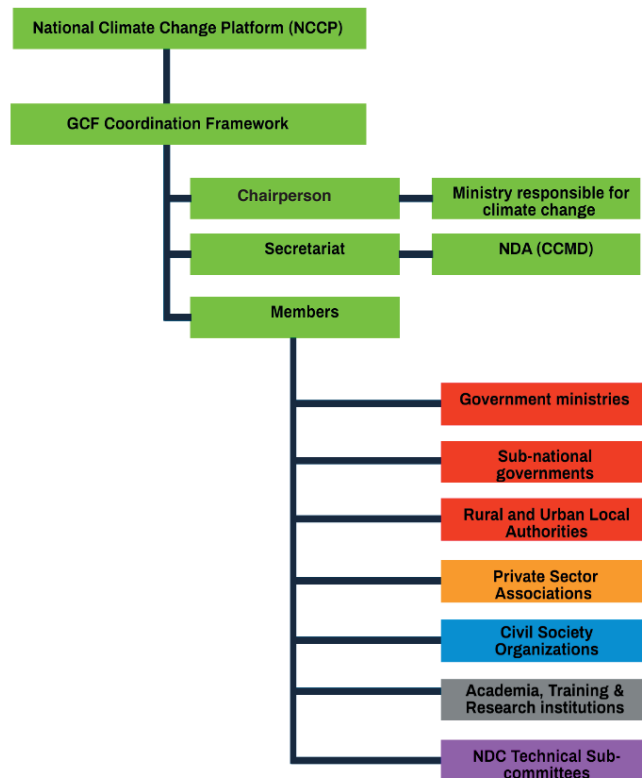 National Climate Change Platform (NCCP)
GCF Coordination Framework
Chairperson
Ministry responsible for
climate change
Secretariat
NDA (CCMD)
Members
Government ministries
Sub-national
governments
Rural and Urban Local
Authorities
Private Sector
Associations
Civil Society
Organizations
Academia, Training &
Research institutions
NDC Technical Sub-
committees